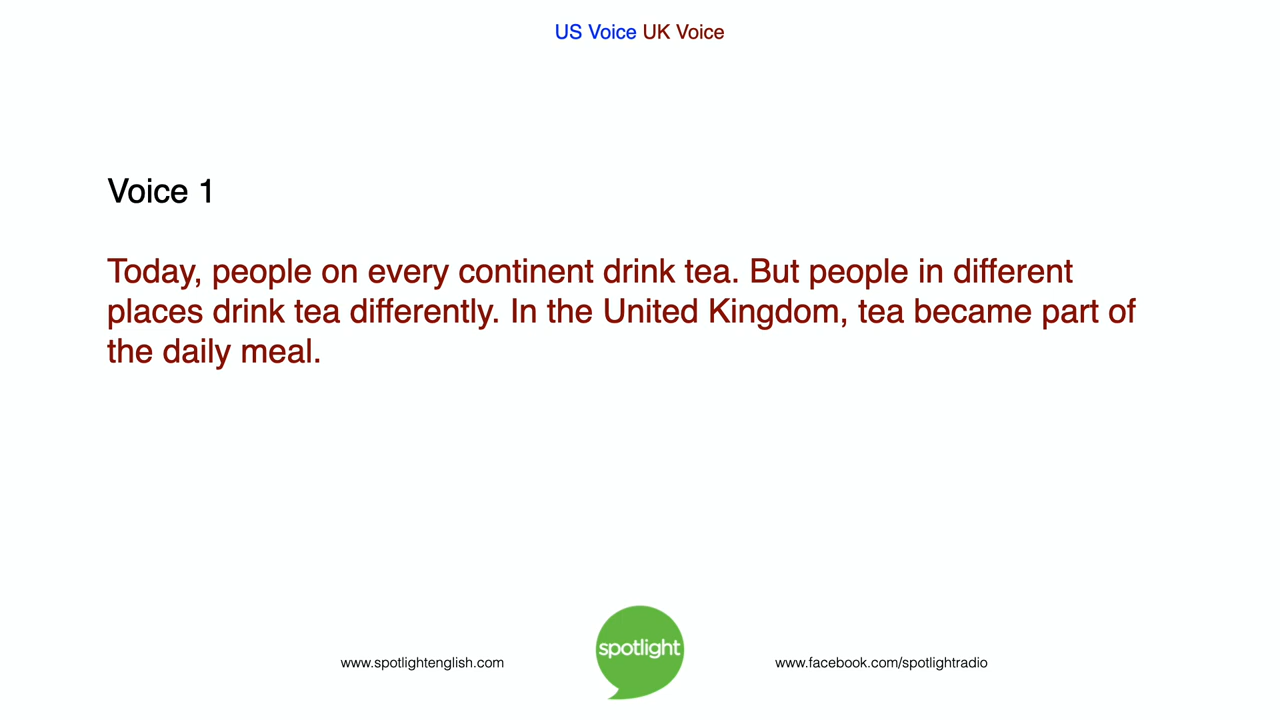 US Voice UK Voice
Voice 1
Today, people on every continent drink tea. But people in different
places drink tea differently. In the United Kingdom, tea became part of
the daily meal.
spotlight
www.spotlightenglish.com
www.facebook.com/spotlightradio